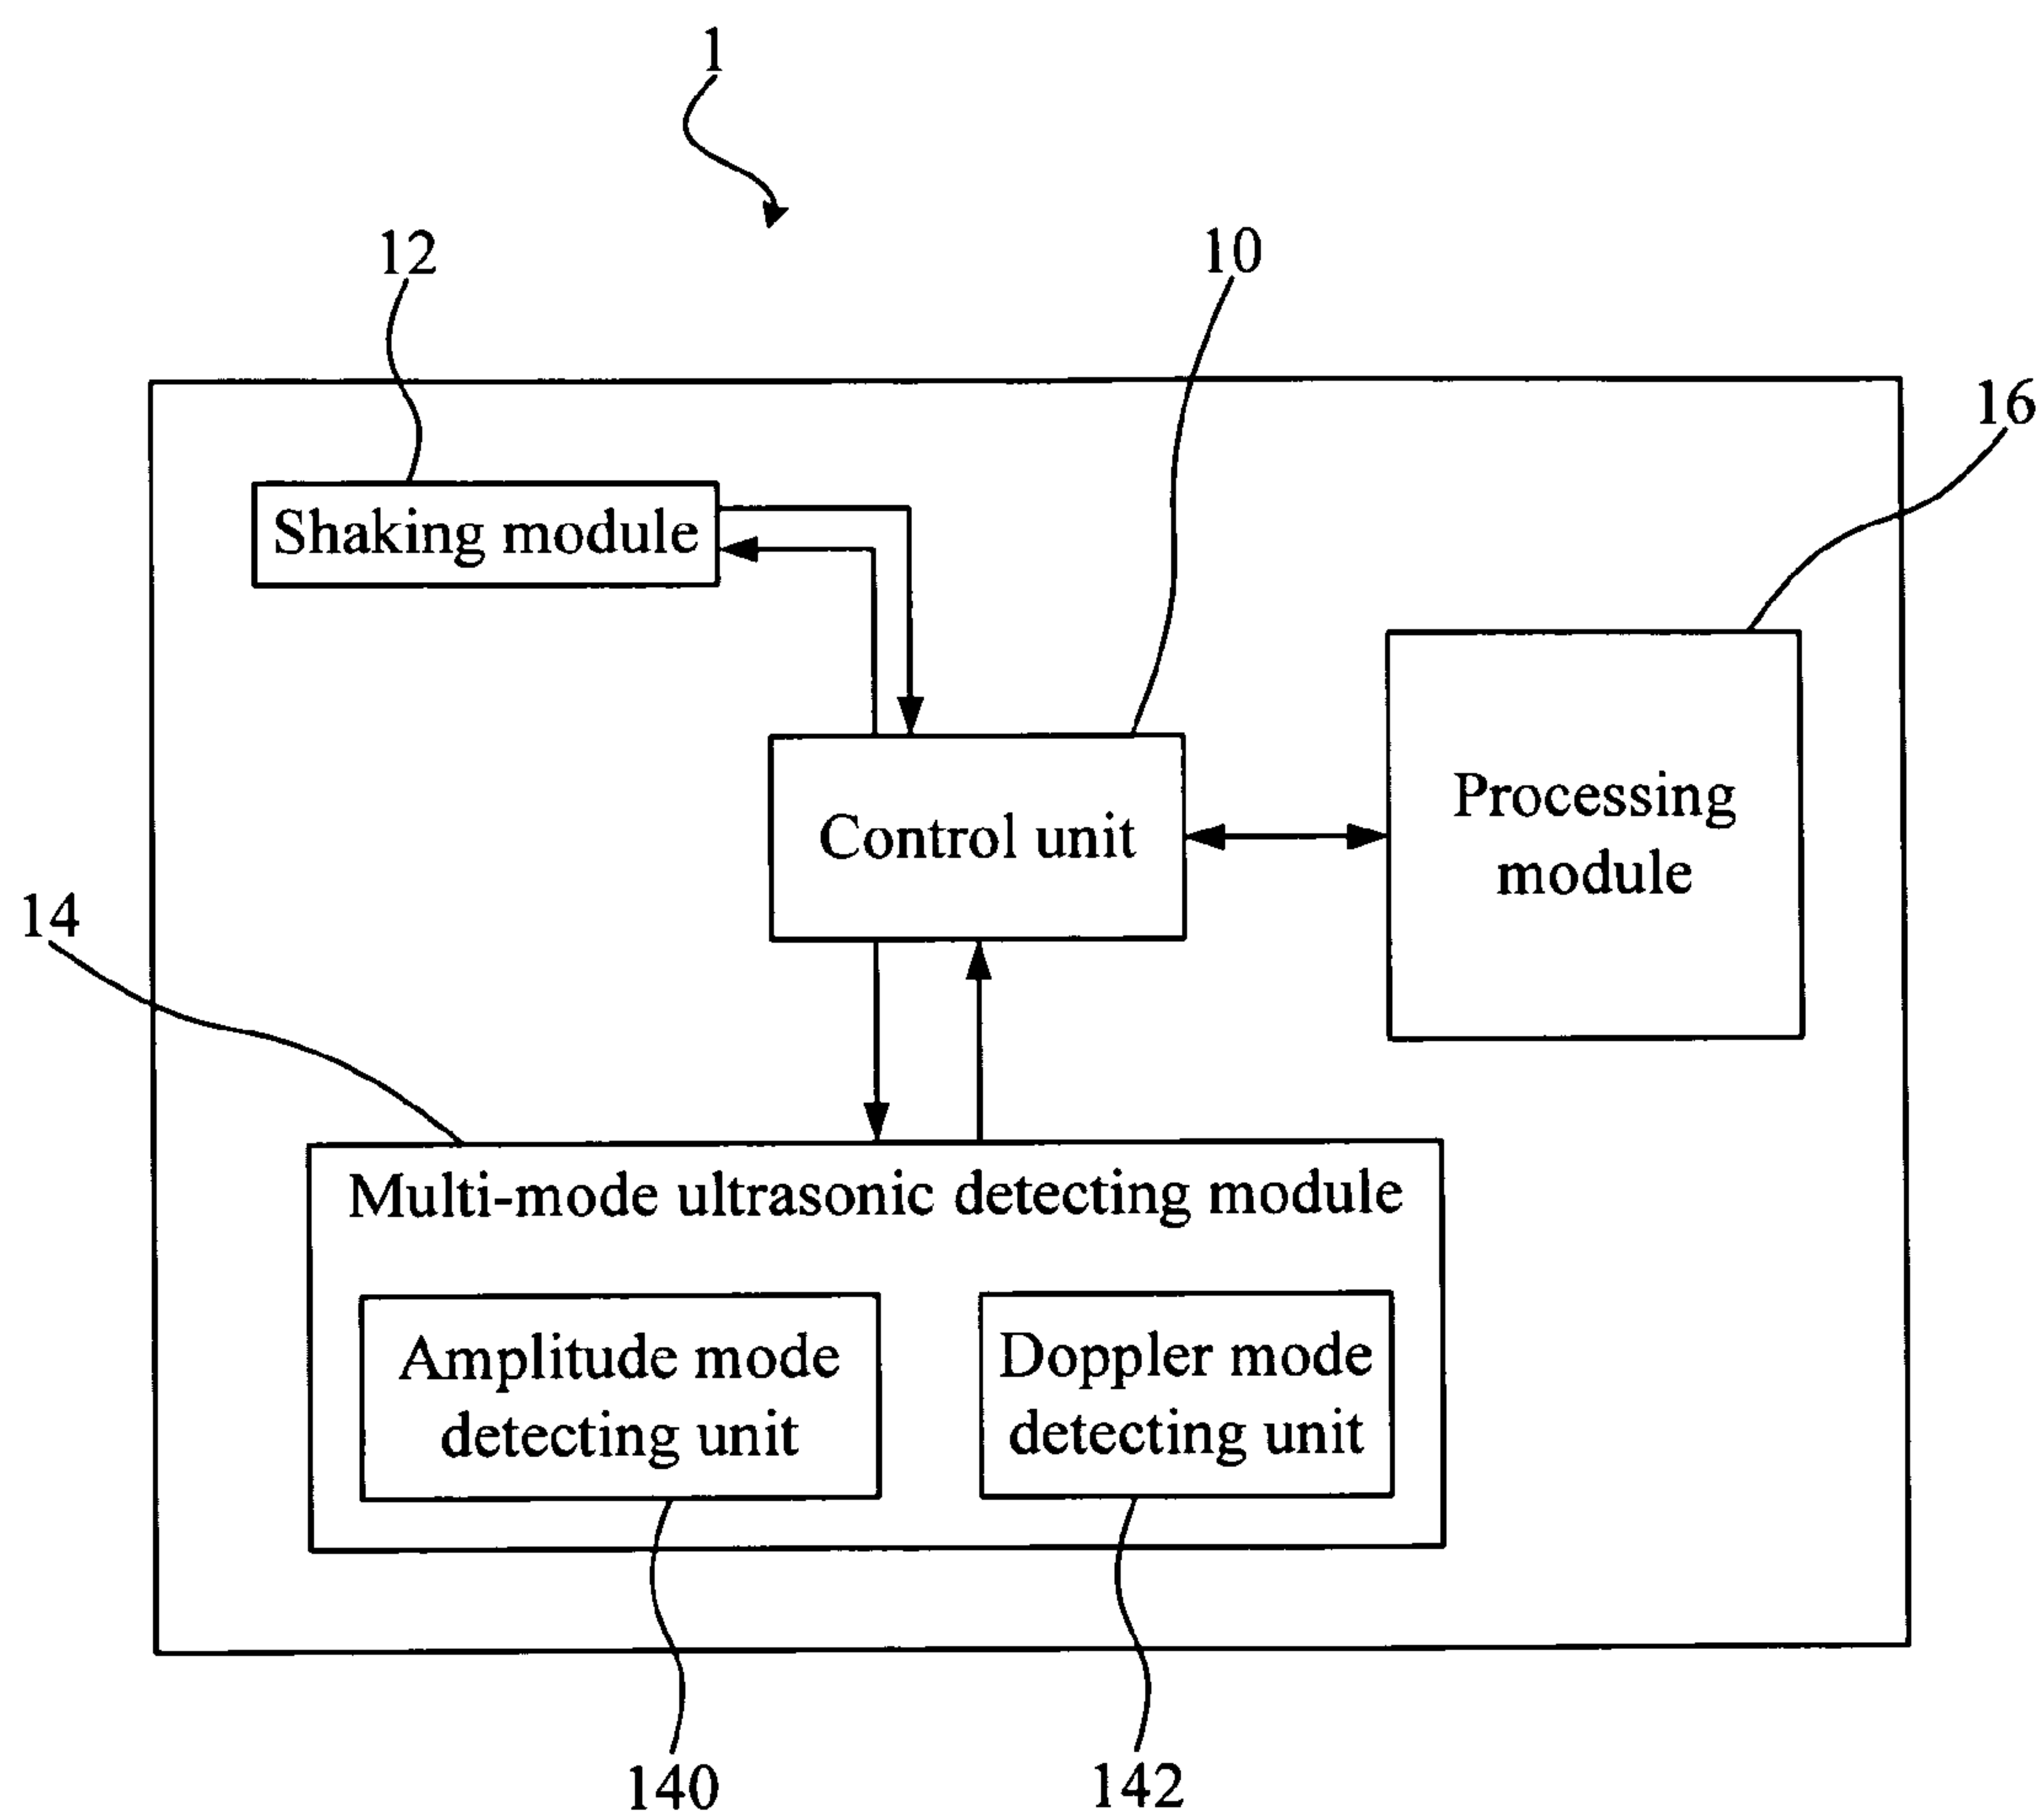 1
12
10
16
Shaking module
Processing
module
Control unit
14
Multi-mode ultrasonic detecting module
Amplitude mode
detecting unit
Doppler mode
detecting unit
140
142